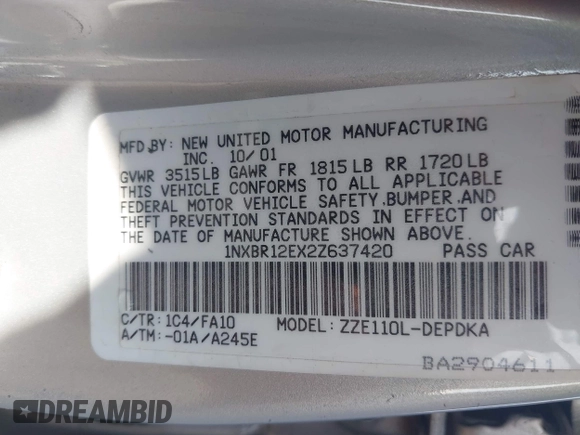 MFD.BY: NEW UNITED MOTOR MANUFACTURING
INC. 10/01
GVWR 3515LB GAWR FR 1815LB RR 1720LB
THIS VEHICLE CONFORMS TO ALL APPLICABLE
FEDERAL MOTOR VEHICLE SAFETY.BUMPER.AND
THEFT PREVENTION STANDARDS IN EFFECT ON
THE DATE OF MANUFACTURE SHOWN ABOVE.
1NXBR12EX2Z637420 PASS CAR
C/TR: 1C4/FA10 MODEL: ZZE110L-DEPDKA
A/TM: -01A/A245E
BA2904611
DREAMBID